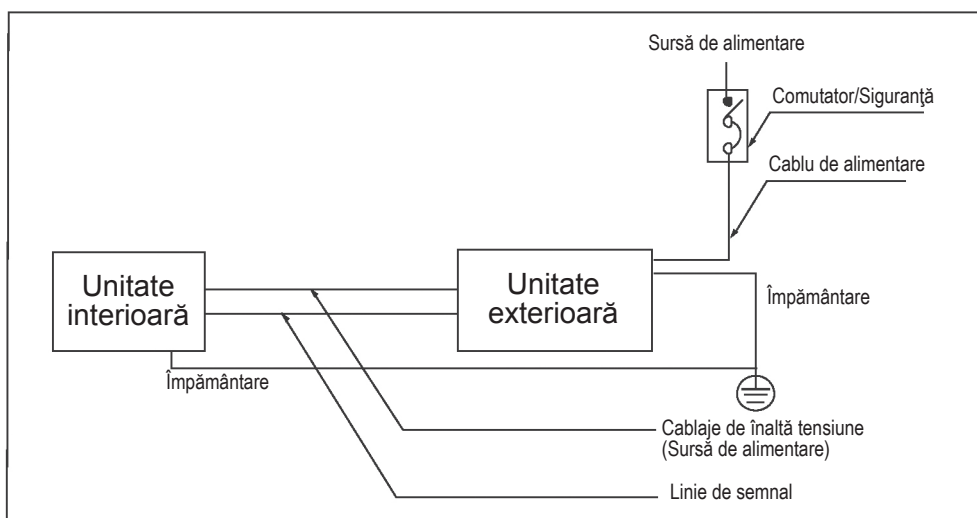 Sursă de alimentare
Comutator/Siguranţă
Cablu de alimentare
Unitate
interioară
Unitate
exterioară
Împământare
Împământare
Cablaje de înaltă tensiune
(Sursă de alimentare)
Linie de semnal